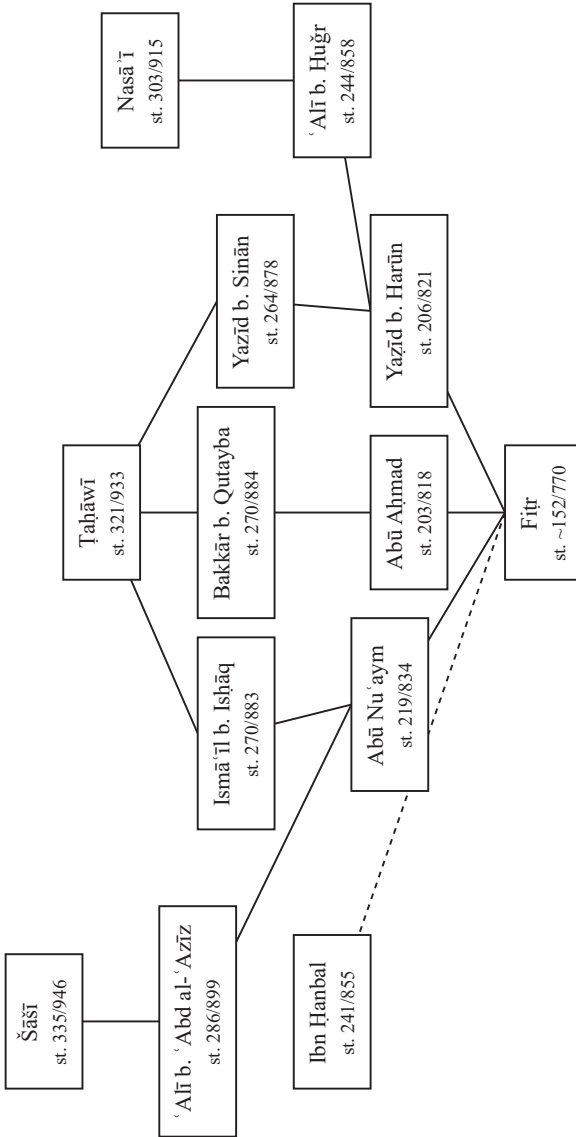 Šāšī
st. 335/946
ʿAlī b. ʿAbd al-ʿAzīz
st. 286/899
Ibn Ḥanbal
st. 241/855
Ṭaḥāwī
st. 321/933
Ismāʿīl b. Isḥāq
st. 270/883
Bakkār b. Qutayba
st. 270/884
Yazīd b. Sinān
st. 264/878
Abū Nuʿaym
st. 219/834
Abū Aḥmad
st. 203/818
Yaẓīd b. Harūn
st. 206/821
Fiṭr
st. ~152/770
Nasāʾī
st. 303/915
ʿAlī b. Ḥuǧr
st. 244/858